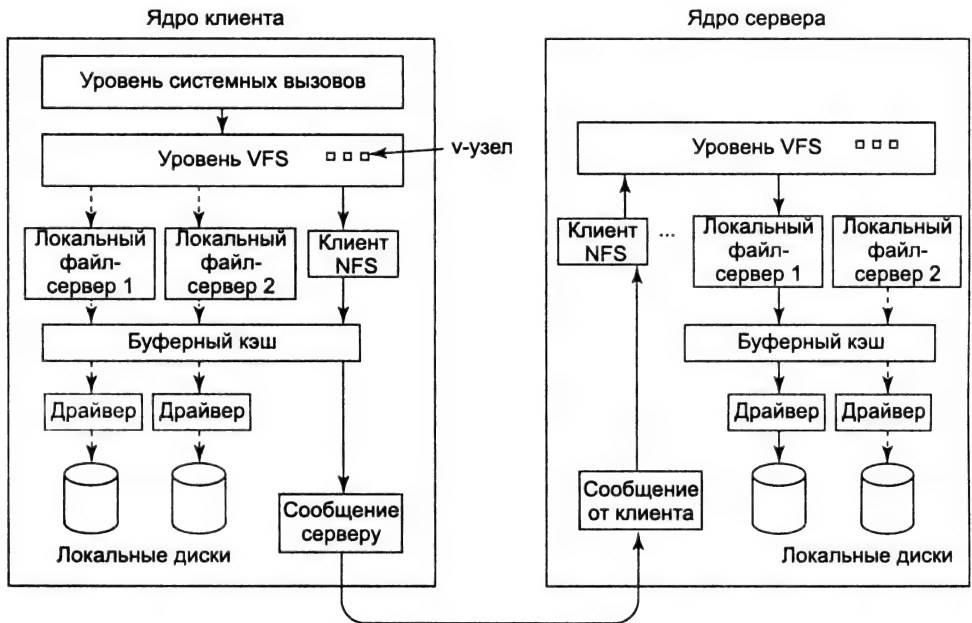 Ядро клиента
Уровень системных вызовов
Уровень VFS
v-узел
Локальный
файл-
сервер 1
Локальный
файл-
сервер 2
Клиент
NFS
Буферный кэш
Драйвер
Драйвер
Сообщение
серверу
Локальные диски
Ядро сервера
Уровень VFS
Клиент
NFS
...
Локальный
файл-
сервер 1
Локальный
файл-
сервер 2
Буферный кэш
Драйвер
Драйвер
Сообщение
от клиента
Локальные диски